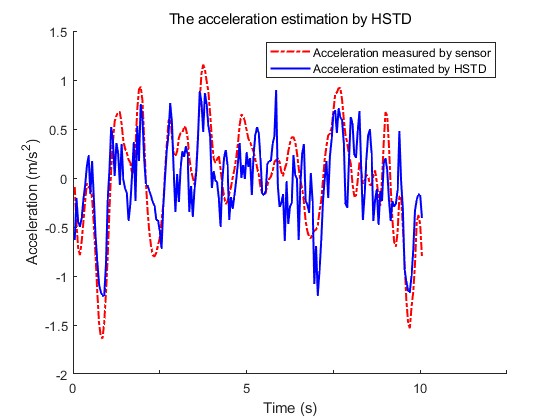 The acceleration estimation by HSTD
Acceleration measured by sensor
Acceleration estimated by HSTD
Acceleration (m/s²)
1.5
1
0.5
0
-0.5
-1
-1.5
-2
0
5
10
Time (s)